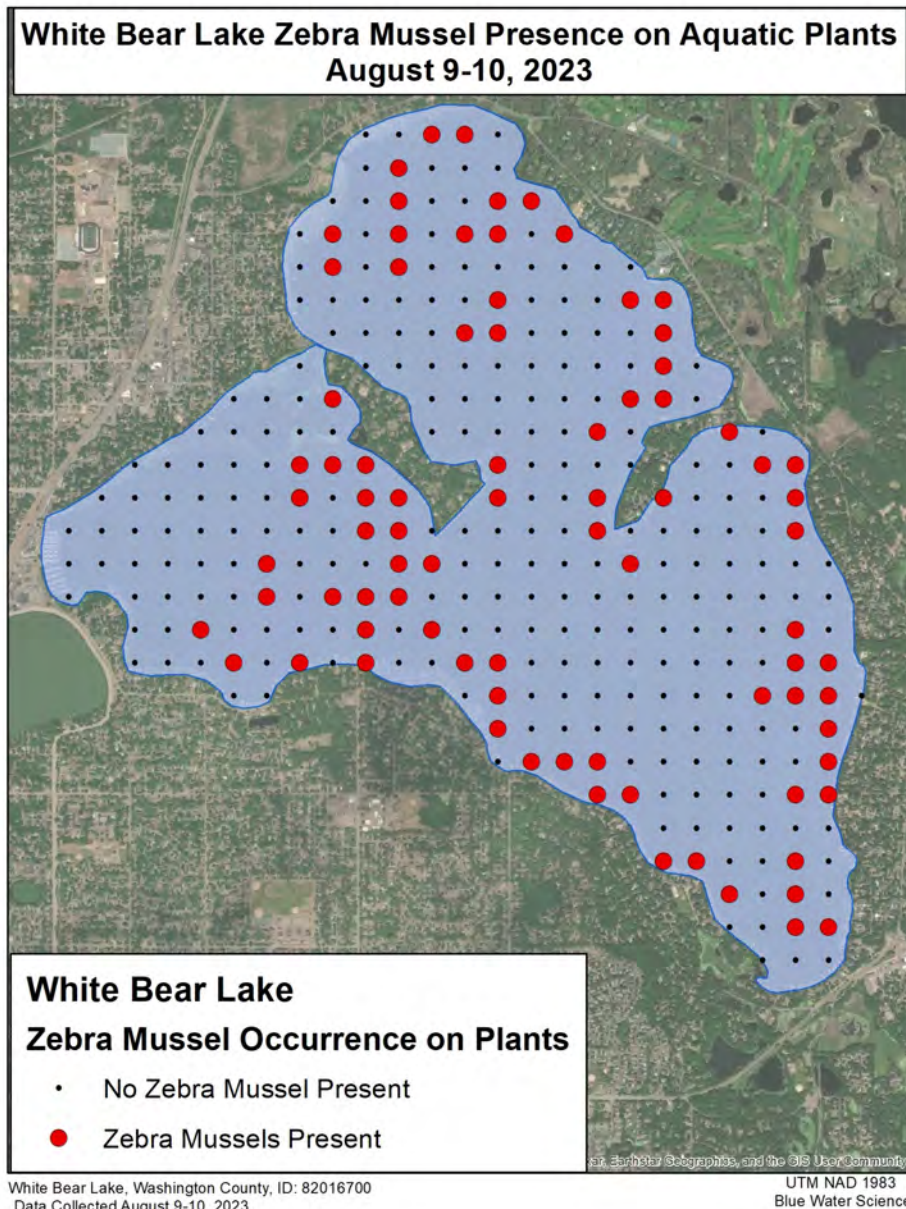 White Bear Lake Zebra Mussel Presence on Aquatic Plants
August 9-10, 2023
White Bear Lake
Zebra Mussel Occurrence on Plants
No Zebra Mussel Present
Zebra Mussels Present
Earthstar Geographics, and the GIS User Community
White Bear Lake, Washington County, ID: 82016700
Data Collected August 9-10, 2023
UTM NAD 1983
Blue Water Science